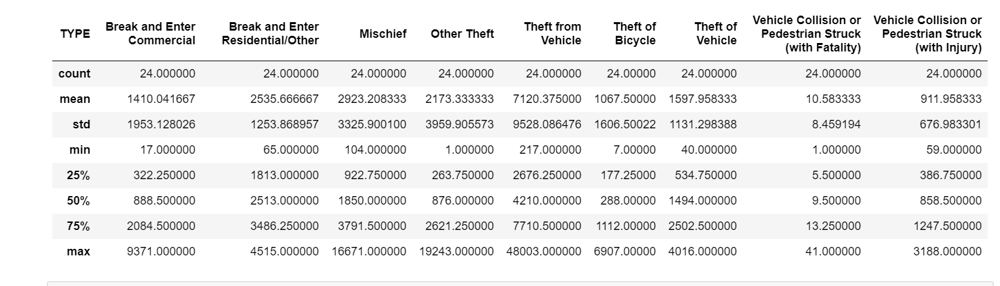 TYPE Break and Enter Commercial Break and Enter Residential/Other Mischief Other Theft Theft from Vehicle Theft of Bicycle Theft of Vehicle Vehicle Collision or Pedestrian Struck (with Fatality) Vehicle Collision or Pedestrian Struck (with Injury)
count 24.000000 24.000000 24.000000 24.000000 24.000000 24.00000 24.000000 24.000000 24.000000
mean 1410.041667 2535.666667 2923.208333 2173.333333 7120.375000 1067.50000 1597.958333 10.583333 911.958333
std 1953.128026 1253.868957 3325.900100 3959.905573 9528.086476 1606.50022 1131.298388 8.459194 676.983301
min 17.000000 65.000000 104.000000 1.000000 217.000000 7.00000 40.000000 1.000000 59.000000
25% 322.250000 1813.000000 922.750000 263.750000 2676.250000 177.25000 534.750000 5.500000 386.750000
50% 888.500000 2513.000000 1850.000000 876.000000 4210.000000 288.00000 1494.000000 9.500000 858.500000
75% 2084.500000 3486.250000 3791.500000 2621.250000 7710.500000 1112.00000 2502.500000 13.250000 1247.500000
max 9371.000000 4515.000000 16671.000000 19243.000000 48003.000000 6907.00000 4016.000000 41.000000 3188.000000